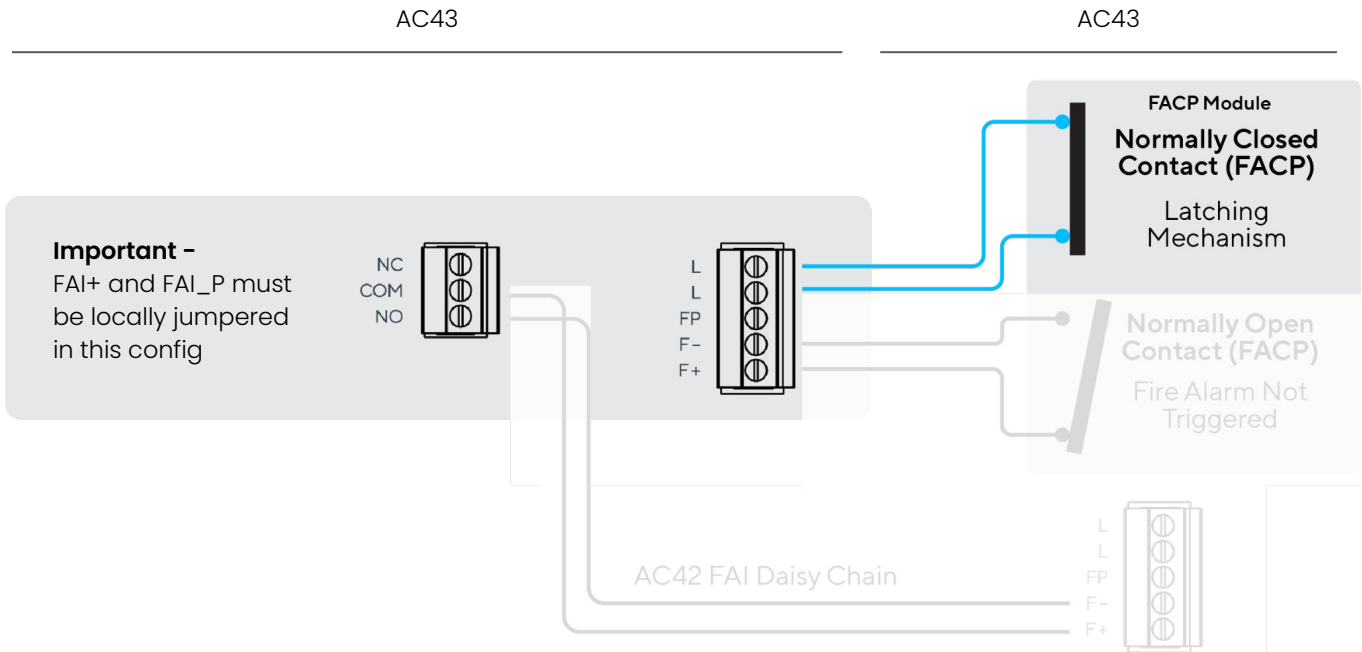 AC43
AC43
FACP Module
Normally Closed
Contact (FACP)
Latching
Mechanism
Important -
FAI+ and FAI_P must
be locally jumpered
in this config
NC
COM
NO
L
L
FP
F-
F+
Normally Open
Contact (FACP)
Fire Alarm Not
Triggered
AC42 FAI Daisy Chain
L
L
FP
F-
F+